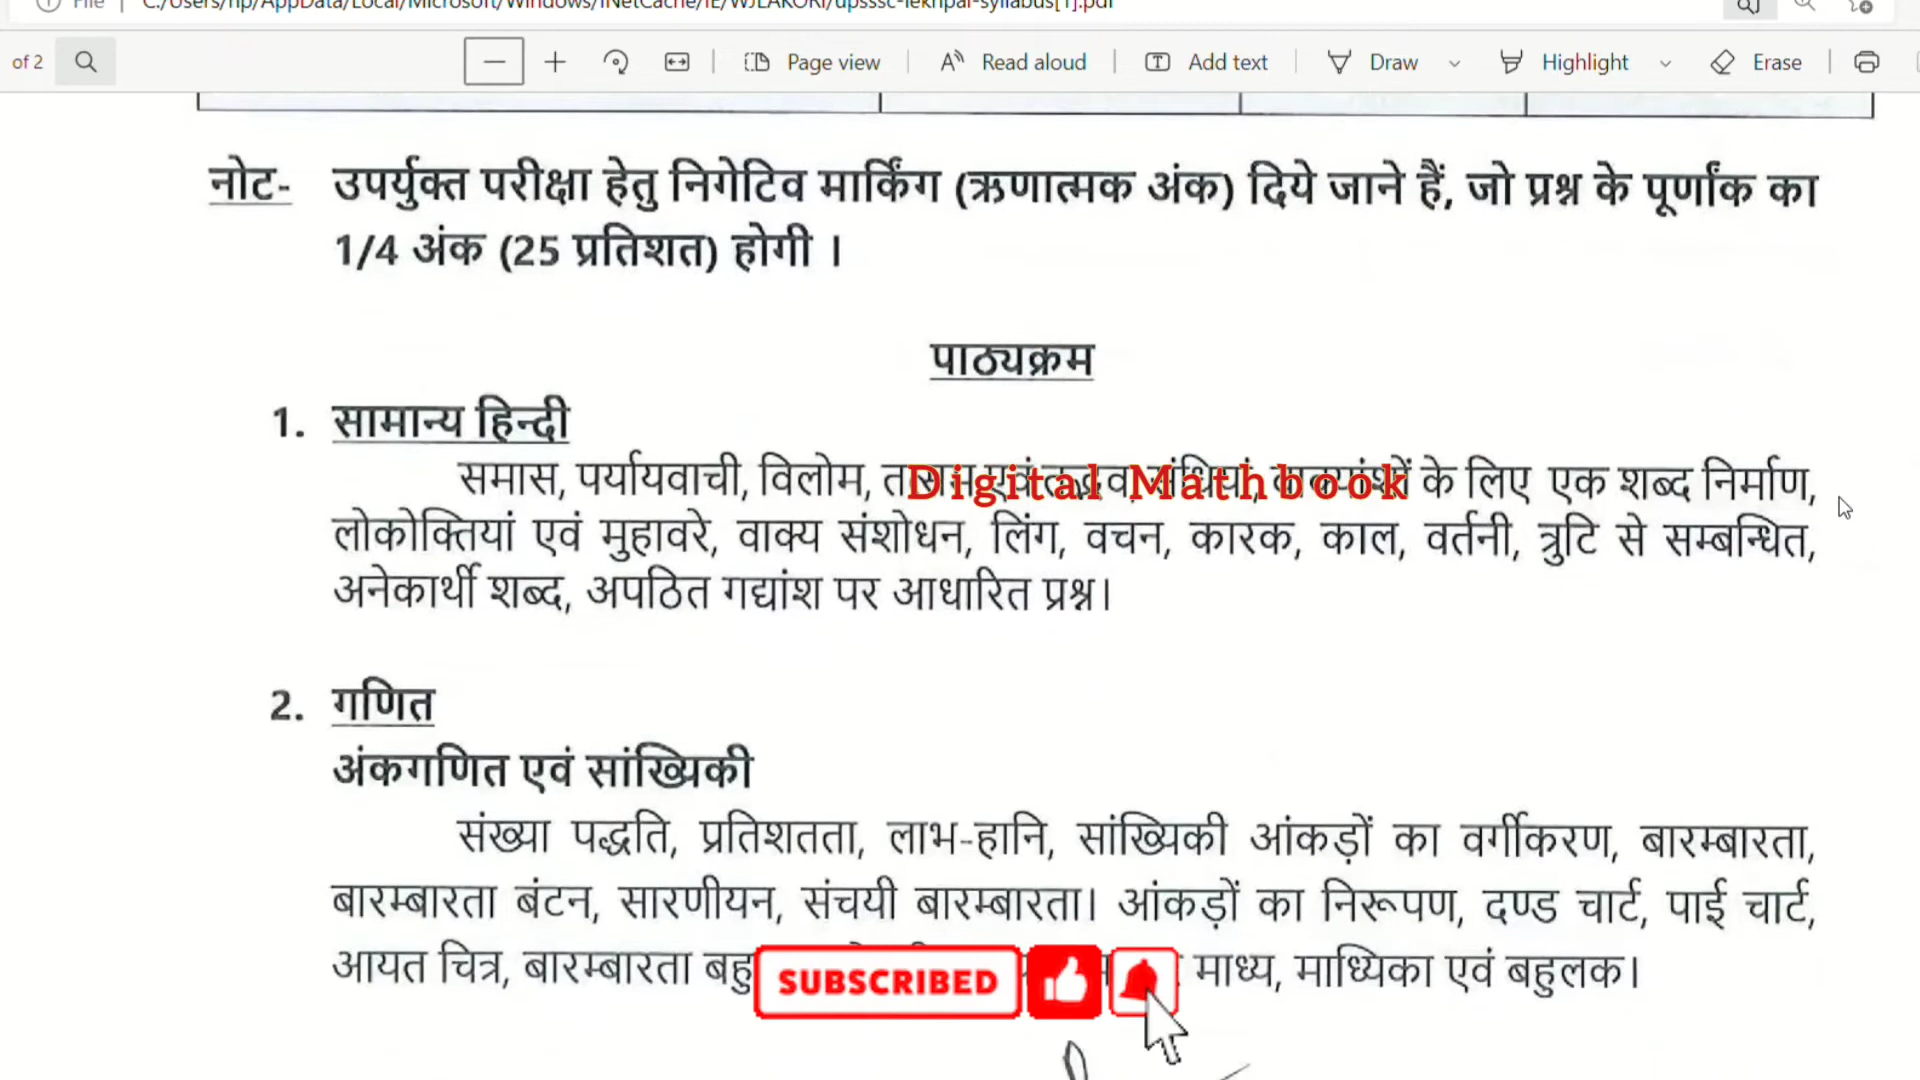 File | C:/Users/hp/AppData/Local/Microsoft/Windows/INetCache/IE/WJLAKORI/upsssc-lekhpal-syllabus[1].pdf
of 2 Page view Read aloud Add text Draw Highlight Erase
नोट- उपर्युक्त परीक्षा हेतु निगेटिव मार्किंग (ऋणात्मक अंक) दिये जाने हैं, जो प्रश्न के पूर्णांक का
1/4 अंक (25 प्रतिशत) होगी ।
पाठ्यक्रम
1. सामान्य हिन्दी
समास, पर्यायवाची, विलोम, के लिए एक शब्द निर्माण,
Digital Mathbook
लोकोक्तियां एवं मुहावरे, वाक्य संशोधन, लिंग, वचन, कारक, काल, वर्तनी, त्रुटि से सम्बन्धित,
अनेकार्थी शब्द, अपठित गद्यांश पर आधारित प्रश्न।
2. गणित
अंकगणित एवं सांख्यिकी
संख्या पद्धति, प्रतिशतता, लाभ-हानि, सांख्यिकी आंकड़ों का वर्गीकरण, बारम्बारता,
बारम्बारता बंटन, सारणीयन, संचयी बारम्बारता। आंकड़ों का निरूपण, दण्ड चार्ट, पाई चार्ट,
आयत चित्र, बारम्बारता माध्य, माध्यिका एवं बहुलक।
SUBSCRIBED